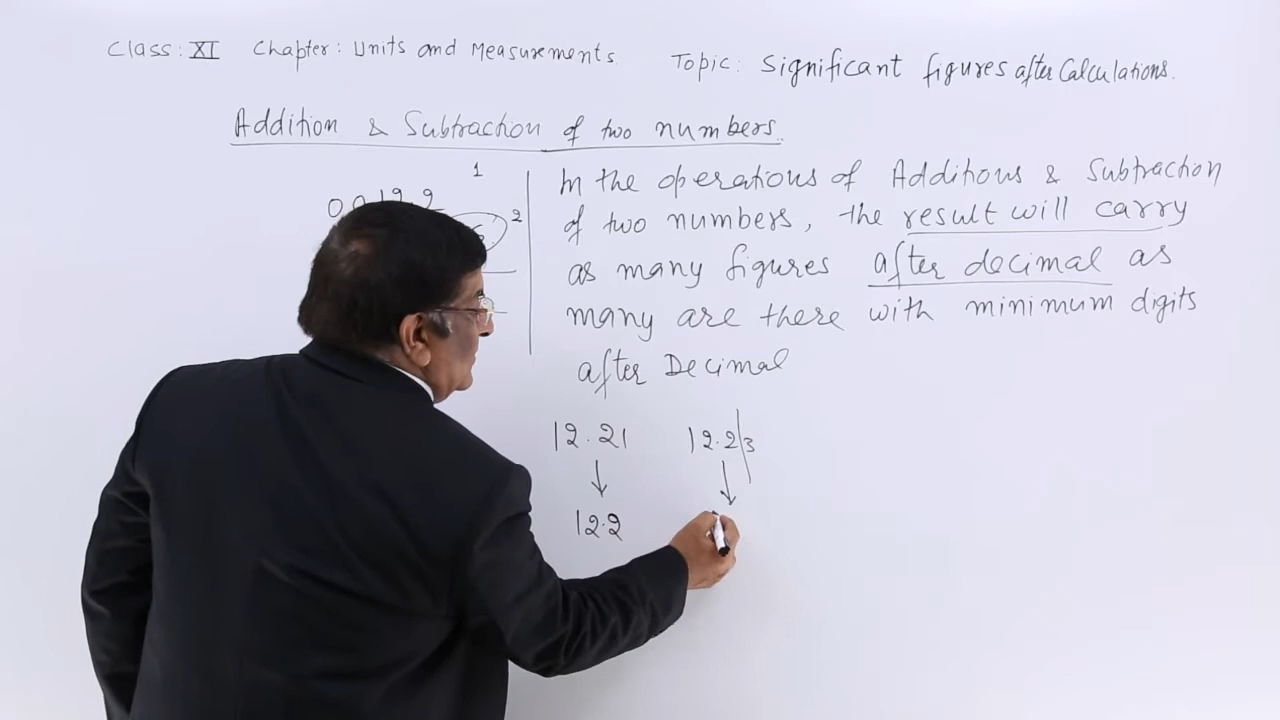 Class: XI Chapter: Units and Measurements. Topic: Significant figures after Calculations.
Addition & Subtraction of two numbers.
1
2
In the operations of Additions & Subtraction
of two numbers, the result will carry
as many figures after decimal as
many are there with minimum digits
after Decimal
12.21 12.23
12.2